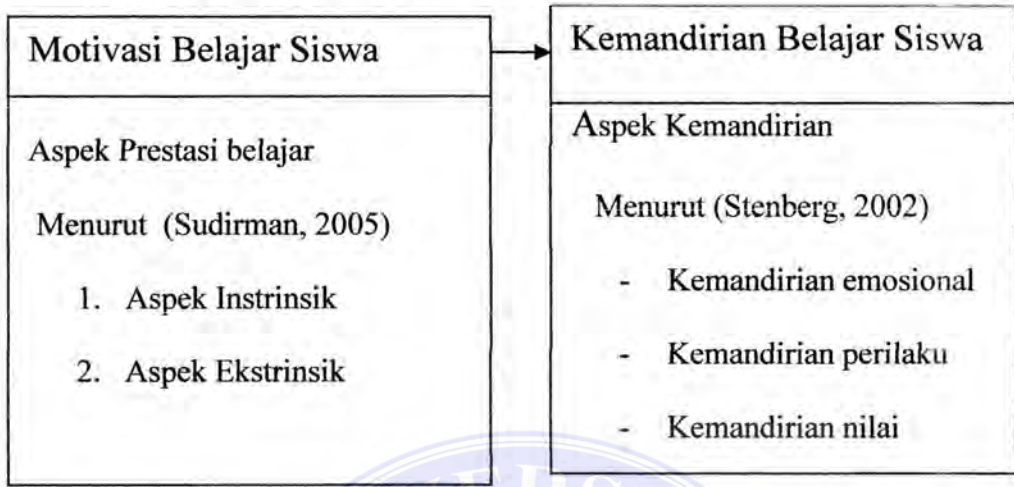 Motivasi Belajar Siswa
Aspek Prestasi belajar
Menurut (Sudirman, 2005)
1. Aspek Instrinsik
2. Aspek Ekstrinsik
Kemandirian Belajar Siswa
Aspek Kemandirian
Menurut (Stenberg, 2002)
- Kemandirian emosional
- Kemandirian perilaku
- Kemandirian nilai